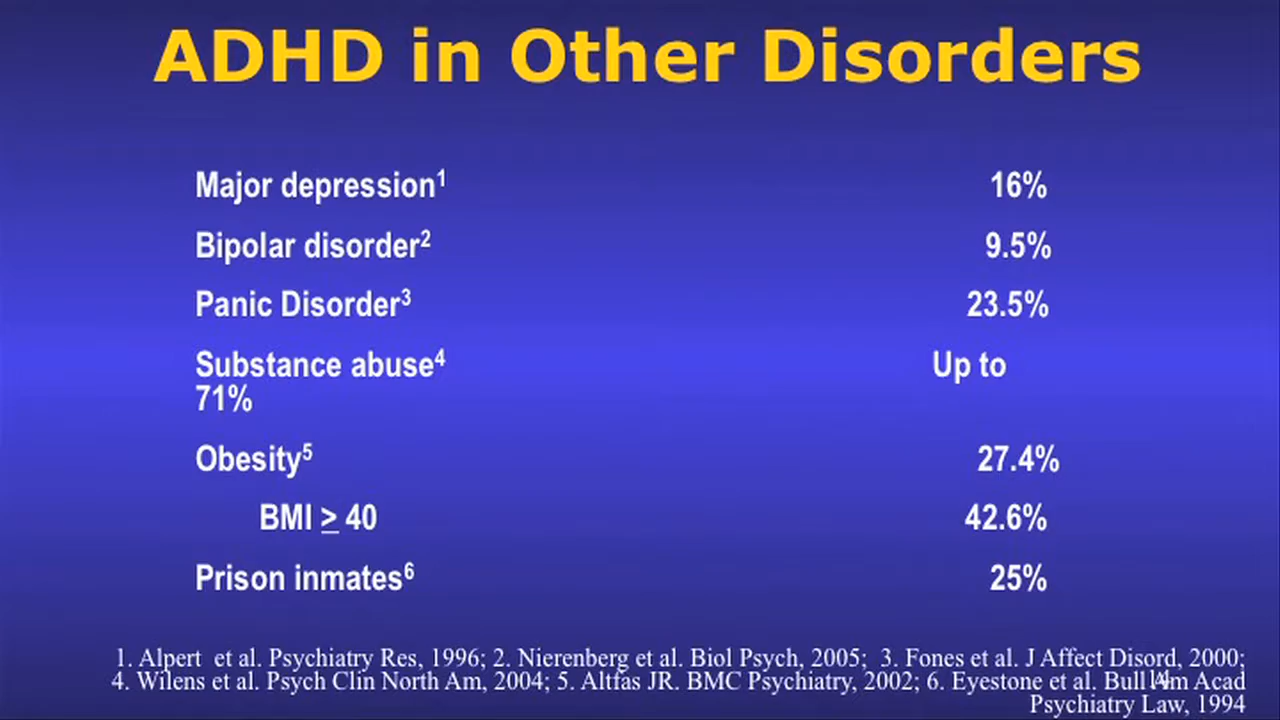 ADHD in Other Disorders
Major depression¹ 16%
Bipolar disorder² 9.5%
Panic Disorder³ 23.5%
Substance abuse⁴ Up to
71%
Obesity⁵ 27.4%
BMI ≥ 40 42.6%
Prison inmates⁶ 25%
1. Alpert et al. Psychiatry Res, 1996; 2. Nierenberg et al. Biol Psych, 2005; 3. Fones et al. J Affect Disord, 2000;
4. Wilens et al. Psych Clin North Am, 2004; 5. Altfas JR. BMC Psychiatry, 2002; 6. Eyestone et al. Bull Am Acad
Psychiatry Law, 1994
14